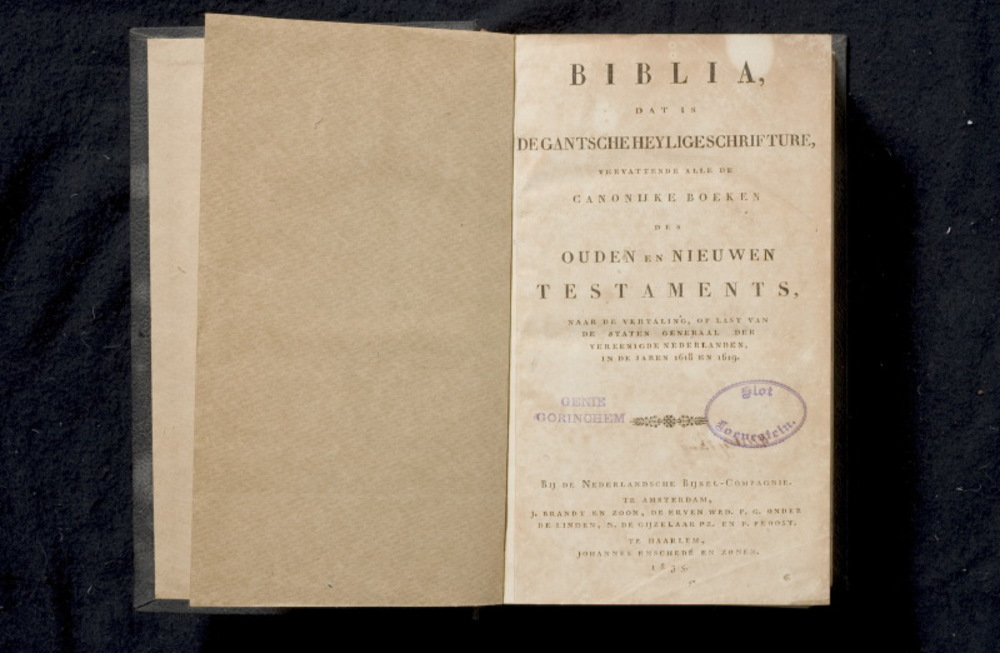 BIBLIA,
DAT IS
DE GANTSCHE HEYLIGE SCHRIFTURE,
VERVATTENDE ALLE DE
CANONIJKE BOEKEN
DES
OUDEN EN NIEUWEN
TESTAMENTS,
NAAR DE VERTALING, OP LAST VAN
DE STATEN GENERAAL DER
VEREENIGDE NEDERLANDEN,
IN DE JAREN 1618 EN 1619.
GENIE
GORINCHEM
Slot
Loevestein.
BIJ DE NEDERLANDSCHE BIJBEL-COMPAGNIE.
TE AMSTERDAM,
J. BRANDT EN ZOON, DE ERVEN WED. F. G. ONDER
DE LINDEN, N. DE GIJZELAAR PZ. EN P. PROOST.
TE HAARLEM,
JOHANNES ENSCHEDÉ EN ZONEN.
1835.